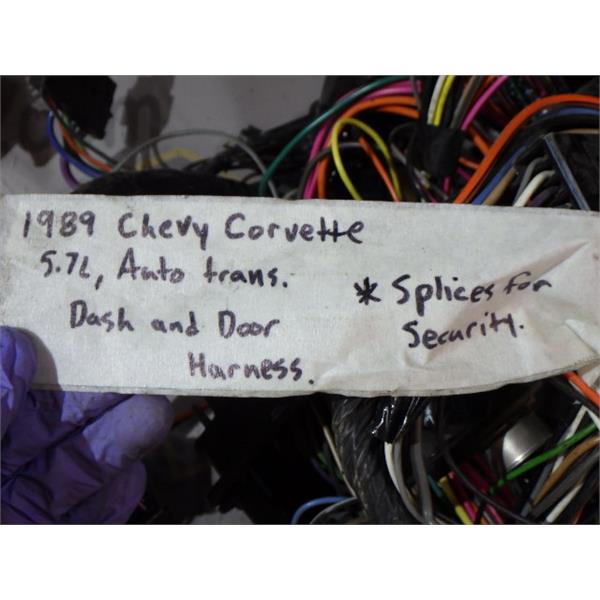 1989 Chevy Corvette
5.7L, Auto trans.
Dash and Door
Harness.
* Splices for
Security.